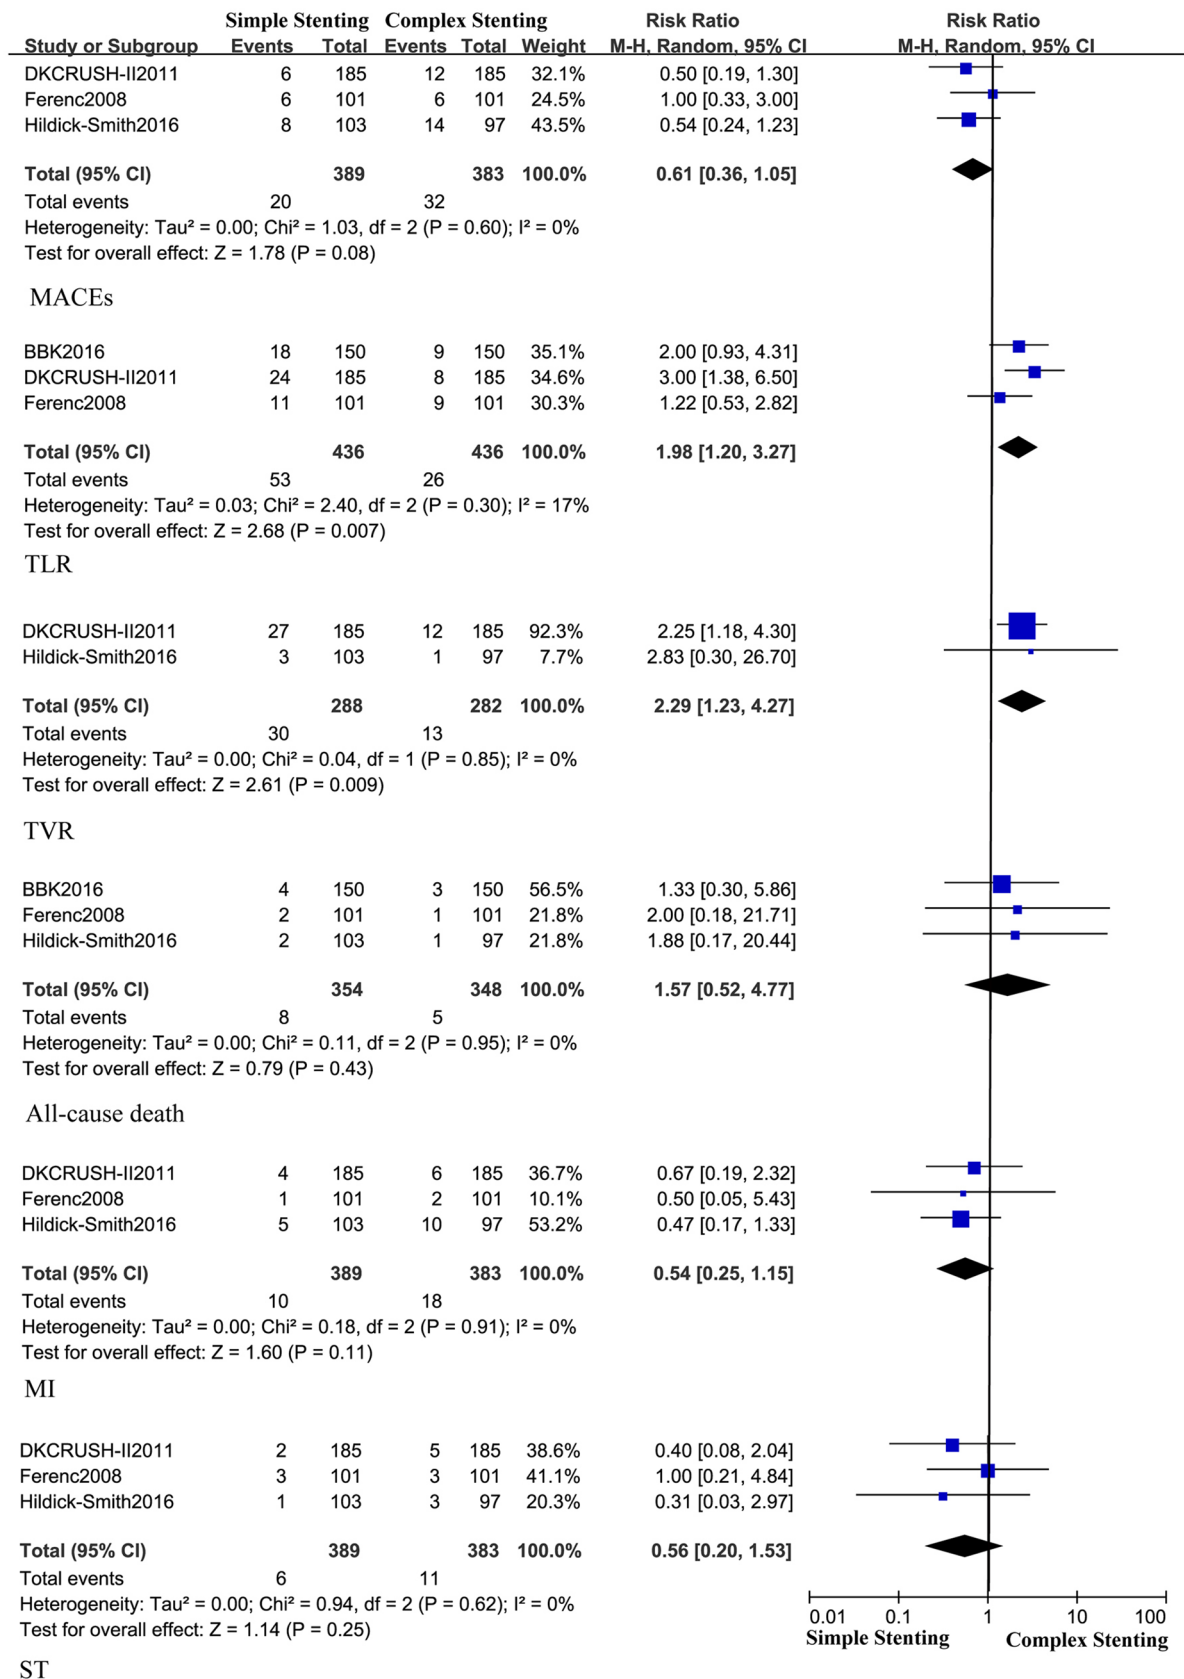 Simple Stenting Complex Stenting Risk Ratio Risk Ratio
Study or Subgroup Events Total Events Total Weight M-H, Random, 95% CI M-H, Random, 95% CI
DKCRUSH-II2011 6 185 12 185 32.1% 0.50 [0.19, 1.30]
Ferenc2008 6 101 6 101 24.5% 1.00 [0.33, 3.00]
Hildick-Smith2016 8 103 14 97 43.5% 0.54 [0.24, 1.23]
Total (95% CI) 389 383 100.0% 0.61 [0.36, 1.05]
Total events 20 32
Heterogeneity: Tau² = 0.00; Chi² = 1.03, df = 2 (P = 0.60); I² = 0%
Test for overall effect: Z = 1.78 (P = 0.08)
MACEs
BBK2016 18 150 9 150 35.1% 2.00 [0.93, 4.31]
DKCRUSH-II2011 24 185 8 185 34.6% 3.00 [1.38, 6.50]
Ferenc2008 11 101 9 101 30.3% 1.22 [0.53, 2.82]
Total (95% CI) 436 436 100.0% 1.98 [1.20, 3.27]
Total events 53 26
Heterogeneity: Tau² = 0.03; Chi² = 2.40, df = 2 (P = 0.30); I² = 17%
Test for overall effect: Z = 2.68 (P = 0.007)
TLR
DKCRUSH-II2011 27 185 12 185 92.3% 2.25 [1.18, 4.30]
Hildick-Smith2016 3 103 1 97 7.7% 2.83 [0.30, 26.70]
Total (95% CI) 288 282 100.0% 2.29 [1.23, 4.27]
Total events 30 13
Heterogeneity: Tau² = 0.00; Chi² = 0.04, df = 1 (P = 0.85); I² = 0%
Test for overall effect: Z = 2.61 (P = 0.009)
TVR
BBK2016 4 150 3 150 56.5% 1.33 [0.30, 5.86]
Ferenc2008 2 101 1 101 21.8% 2.00 [0.18, 21.71]
Hildick-Smith2016 2 103 1 97 21.8% 1.88 [0.17, 20.44]
Total (95% CI) 354 348 100.0% 1.57 [0.52, 4.77]
Total events 8 5
Heterogeneity: Tau² = 0.00; Chi² = 0.11, df = 2 (P = 0.95); I² = 0%
Test for overall effect: Z = 0.79 (P = 0.43)
All-cause death
DKCRUSH-II2011 4 185 6 185 36.7% 0.67 [0.19, 2.32]
Ferenc2008 1 101 2 101 10.1% 0.50 [0.05, 5.43]
Hildick-Smith2016 5 103 10 97 53.2% 0.47 [0.17, 1.33]
Total (95% CI) 389 383 100.0% 0.54 [0.25, 1.15]
Total events 10 18
Heterogeneity: Tau² = 0.00; Chi² = 0.18, df = 2 (P = 0.91); I² = 0%
Test for overall effect: Z = 1.60 (P = 0.11)
MI
DKCRUSH-II2011 2 185 5 185 38.6% 0.40 [0.08, 2.04]
Ferenc2008 3 101 3 101 41.1% 1.00 [0.21, 4.84]
Hildick-Smith2016 1 103 3 97 20.3% 0.31 [0.03, 2.97]
Total (95% CI) 389 383 100.0% 0.56 [0.20, 1.53]
Total events 6 11
Heterogeneity: Tau² = 0.00; Chi² = 0.94, df = 2 (P = 0.62); I² = 0%
Test for overall effect: Z = 1.14 (P = 0.25)
0.01 0.1 1 10 100
Simple Stenting Complex Stenting
ST